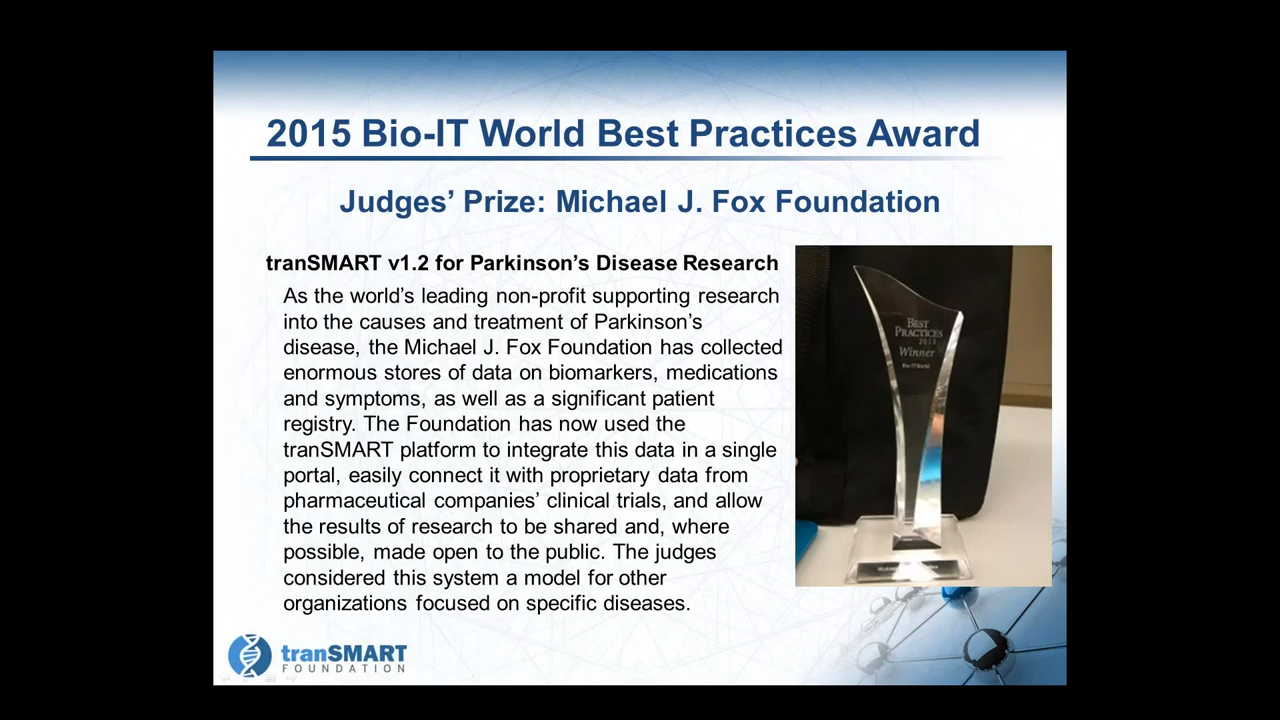 2015 Bio-IT World Best Practices Award
Judges’ Prize: Michael J. Fox Foundation
tranSMART v1.2 for Parkinson’s Disease Research
As the world’s leading non-profit supporting research
into the causes and treatment of Parkinson’s
disease, the Michael J. Fox Foundation has collected
enormous stores of data on biomarkers, medications
and symptoms, as well as a significant patient
registry. The Foundation has now used the
tranSMART platform to integrate this data in a single
portal, easily connect it with proprietary data from
pharmaceutical companies’ clinical trials, and allow
the results of research to be shared and, where
possible, made open to the public. The judges
considered this system a model for other
organizations focused on specific diseases.
BEST
PRACTICES
2015
Winner
Bio-IT World
tranSMART
FOUNDATION